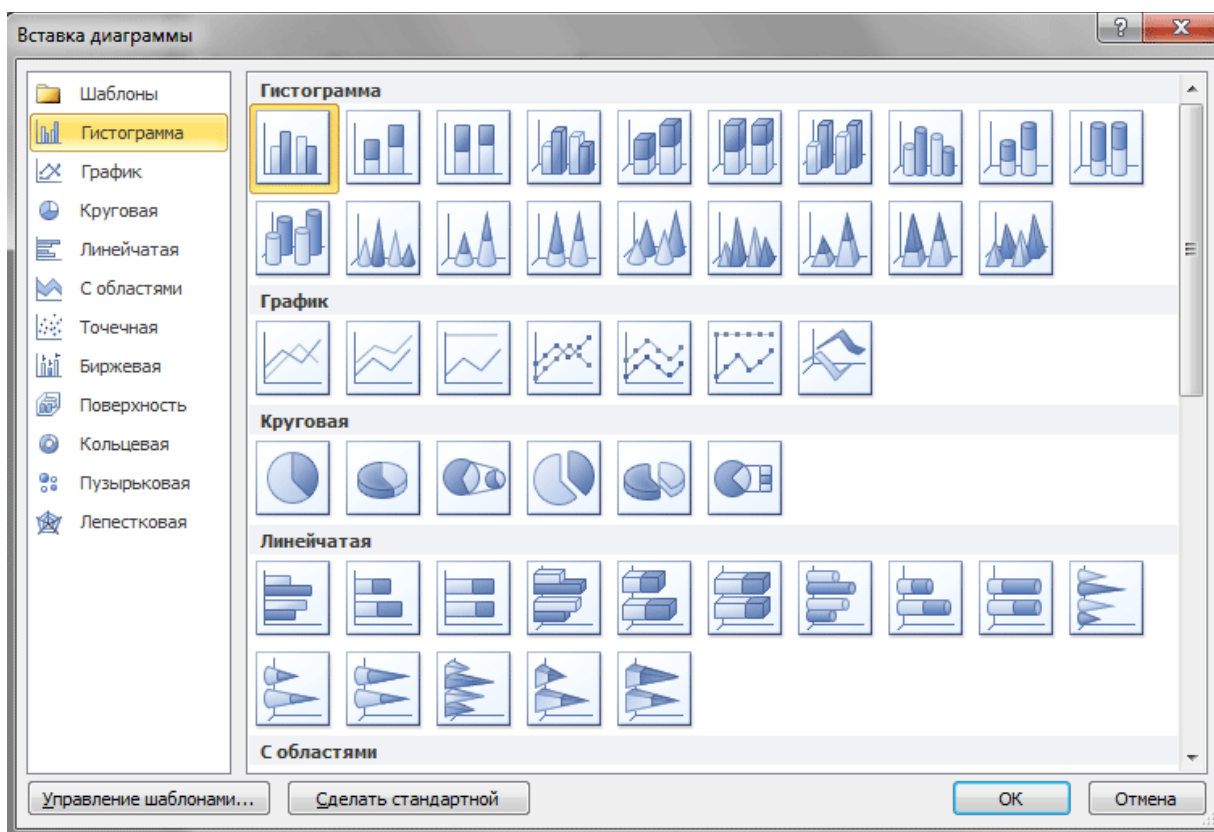 Вставка диаграммы
Шаблоны
Гистограмма
График
Круговая
Линейчатая
С областями
Точечная
Биржевая
Поверхность
Кольцевая
Пузырьковая
Лепестковая
Гистограмма
График
Круговая
Линейчатая
С областями
Управление шаблонами...
Сделать стандартной
ОК
Отмена